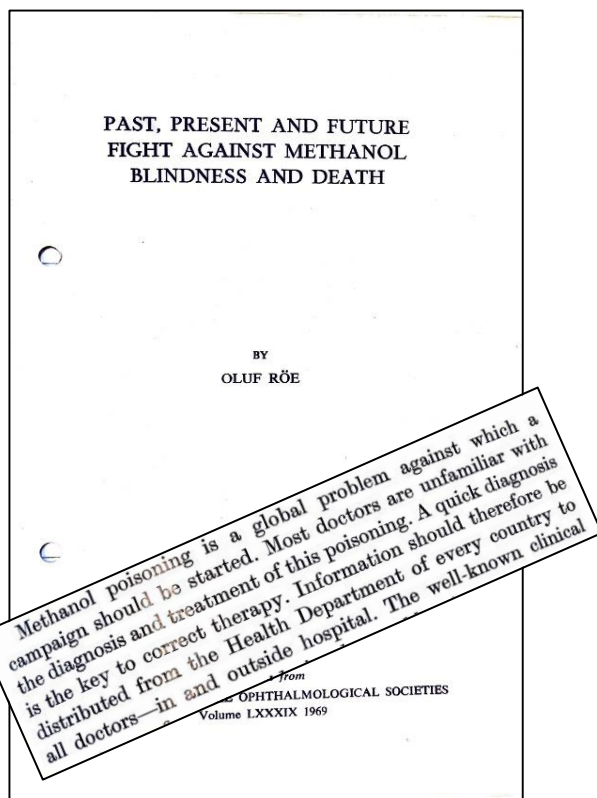 PAST, PRESENT AND FUTURE
FIGHT AGAINST METHANOL
BLINDNESS AND DEATH
BY
OLUF RÖE
Methanol poisoning is a global problem against which a
campaign should be started. Most doctors are unfamiliar with
the diagnosis and treatment of this poisoning. A quick diagnosis
is the key to correct therapy. Information should therefore be
distributed from the Health Department of every country to
all doctors—in and outside hospital. The well-known clinical
from
OPHTHALMOLOGICAL SOCIETIES
Volume LXXXIX 1969